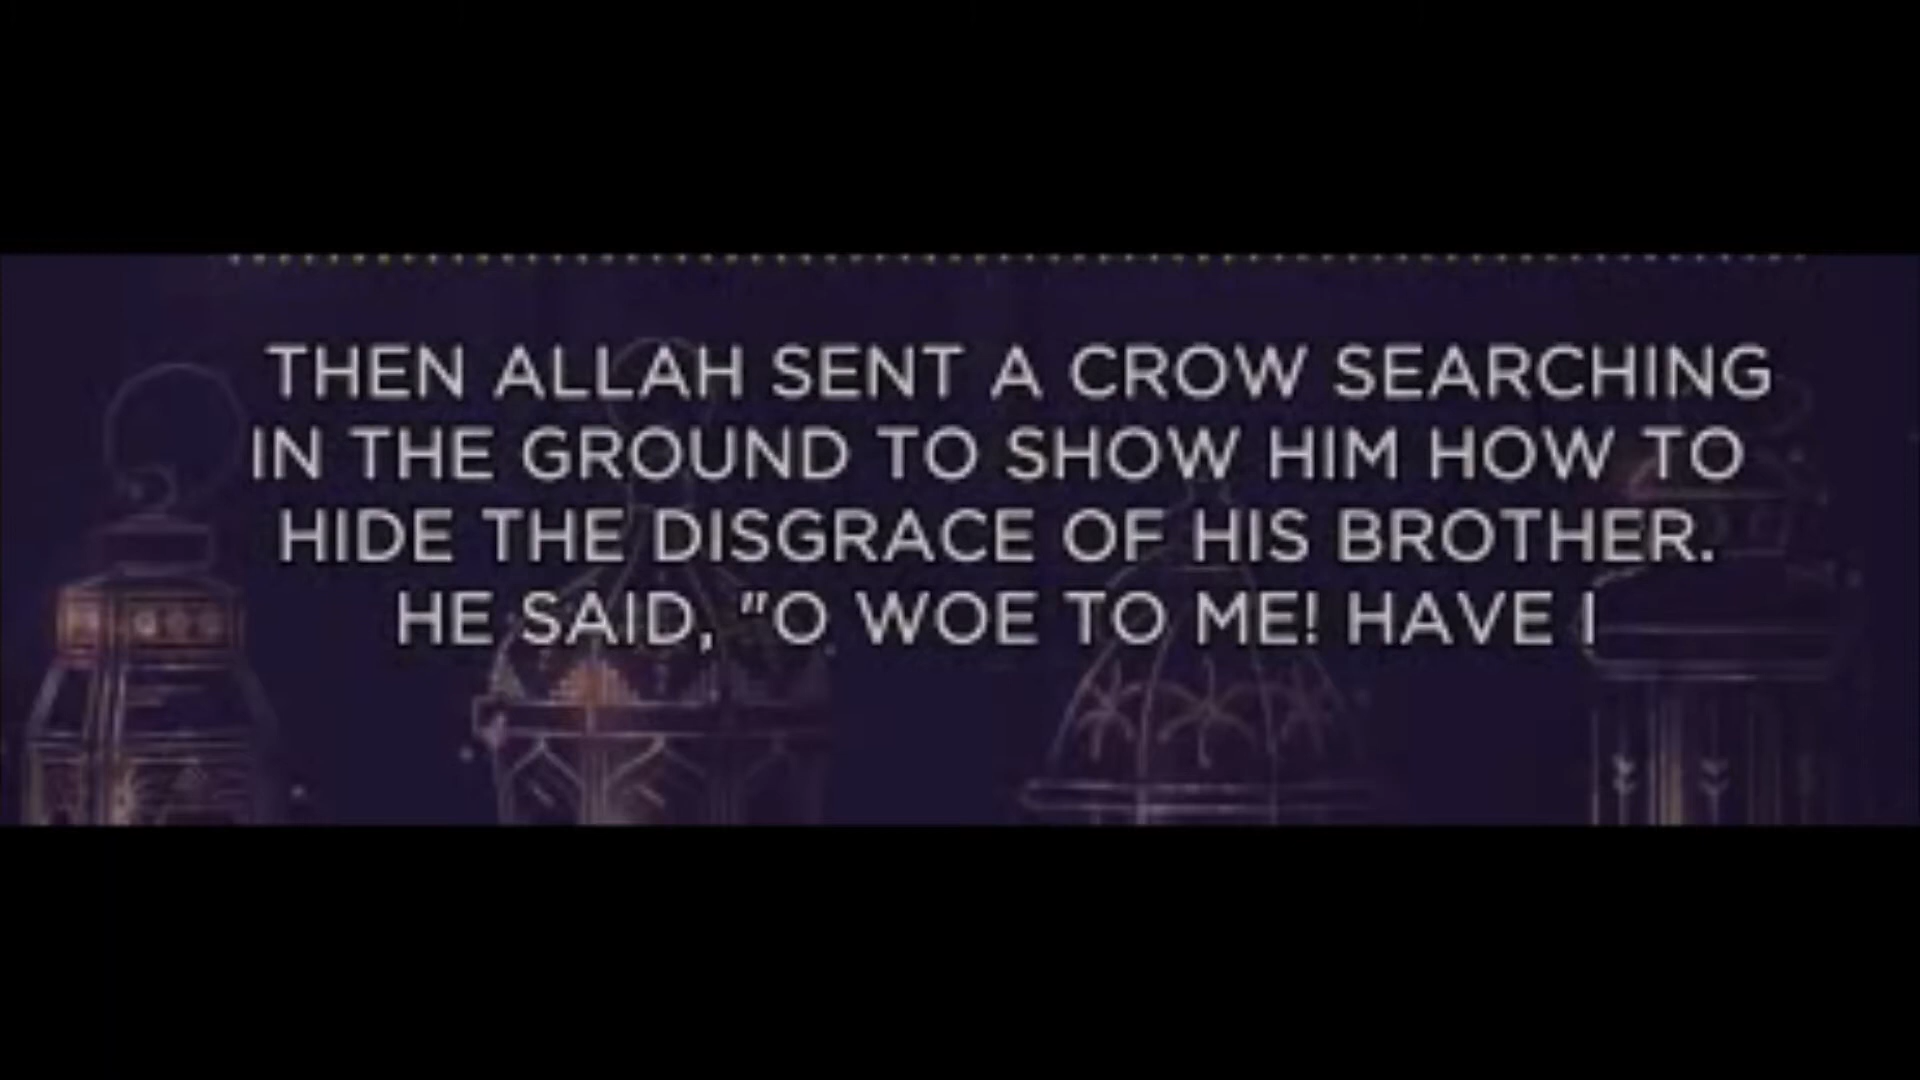 THEN ALLAH SENT A CROW SEARCHING
IN THE GROUND TO SHOW HIM HOW TO
HIDE THE DISGRACE OF HIS BROTHER.
HE SAID, "O WOE TO ME! HAVE I